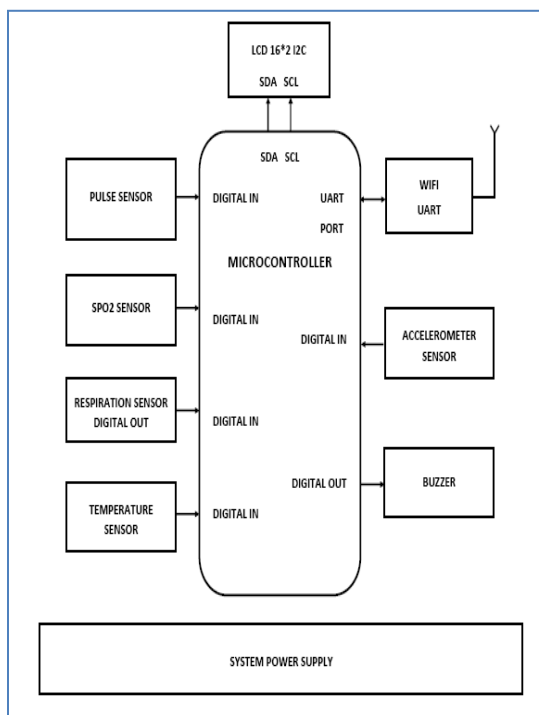 LCD 16*2 I2C
SDA SCL
SDA SCL
PULSE SENSOR
DIGITAL IN
UART
PORT
WIFI
UART
MICROCONTROLLER
SPO2 SENSOR
DIGITAL IN
DIGITAL IN
ACCELEROMETER
SENSOR
RESPIRATION SENSOR
DIGITAL OUT
DIGITAL IN
DIGITAL OUT
BUZZER
TEMPERATURE
SENSOR
DIGITAL IN
SYSTEM POWER SUPPLY